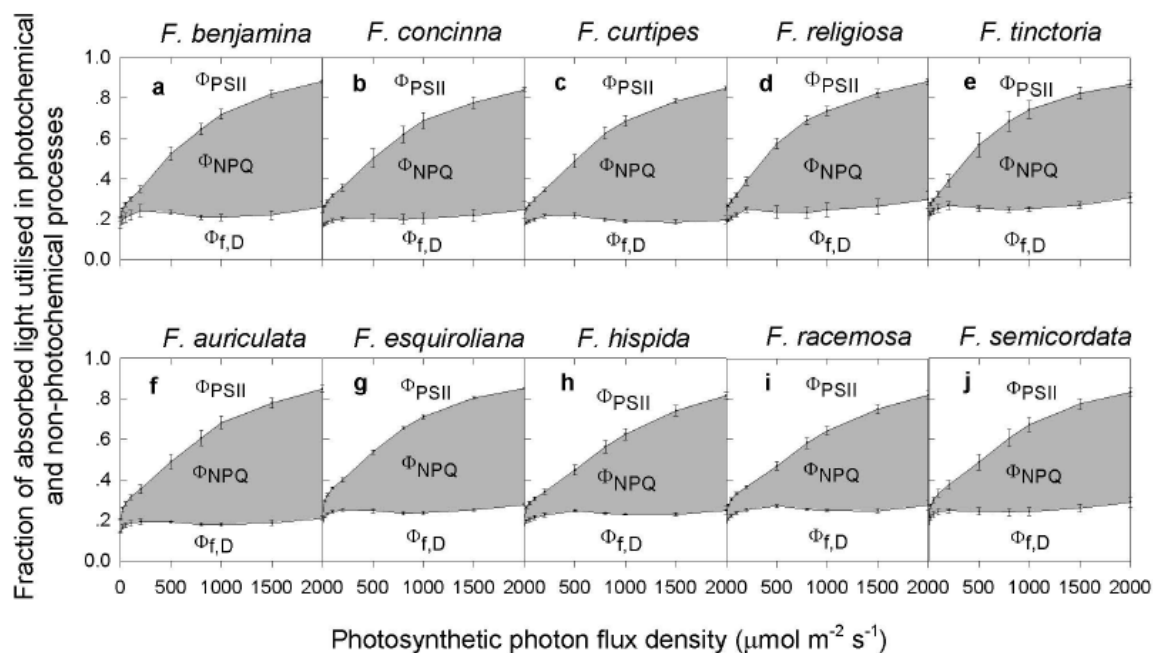 Fraction of absorbed light utilised in photochemical
and non-photochemical processes
F. benjamina F. concinna F. curtipes F. religiosa F. tinctoria
1.0
.8
.6
.4
.2
0.0
a ΦPSII ΦNPQ Φf,D
b Φ​PSII ΦNPQ Φf,D
c ΦPSII ΦNPQ Φf,D
d ΦPSII ΦNPQ Φf,D
e ΦPSII ΦNPQ Φf,D
F. auriculata F. esquiroliana F. hispida F. racemosa F. semicordata
1.0
.8
.6
.4
.2
0.0
f ΦPSII ΦNPQ Φf,D
g ΦPSII ΦNPQ Φf,D
h ΦPSII ΦNPQ Φf,D
i ΦPSII ΦNPQ Φf,D
j ΦPSII ΦNPQ Φf,D
0 500 1000 1500 2000 500 1000 1500 2000 500 1000 1500 2000 500 1000 1500 2000 500 1000 1500 2000
Photosynthetic photon flux density (μmol m⁻² s⁻¹)